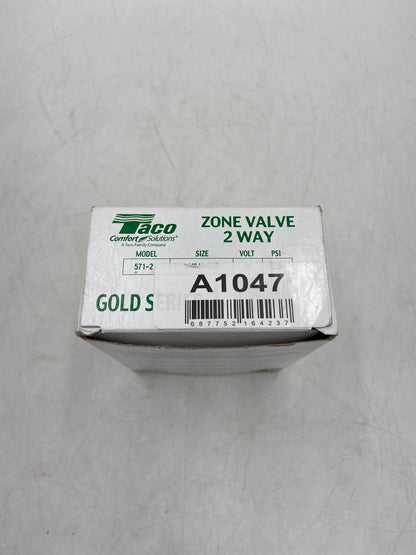 Taco
Comfort Solutions®
A Taco Family Company
ZONE VALVE
2 WAY
MODEL SIZE VOLT PSI
571-2
GOLD SERIES
A1047
687752164237